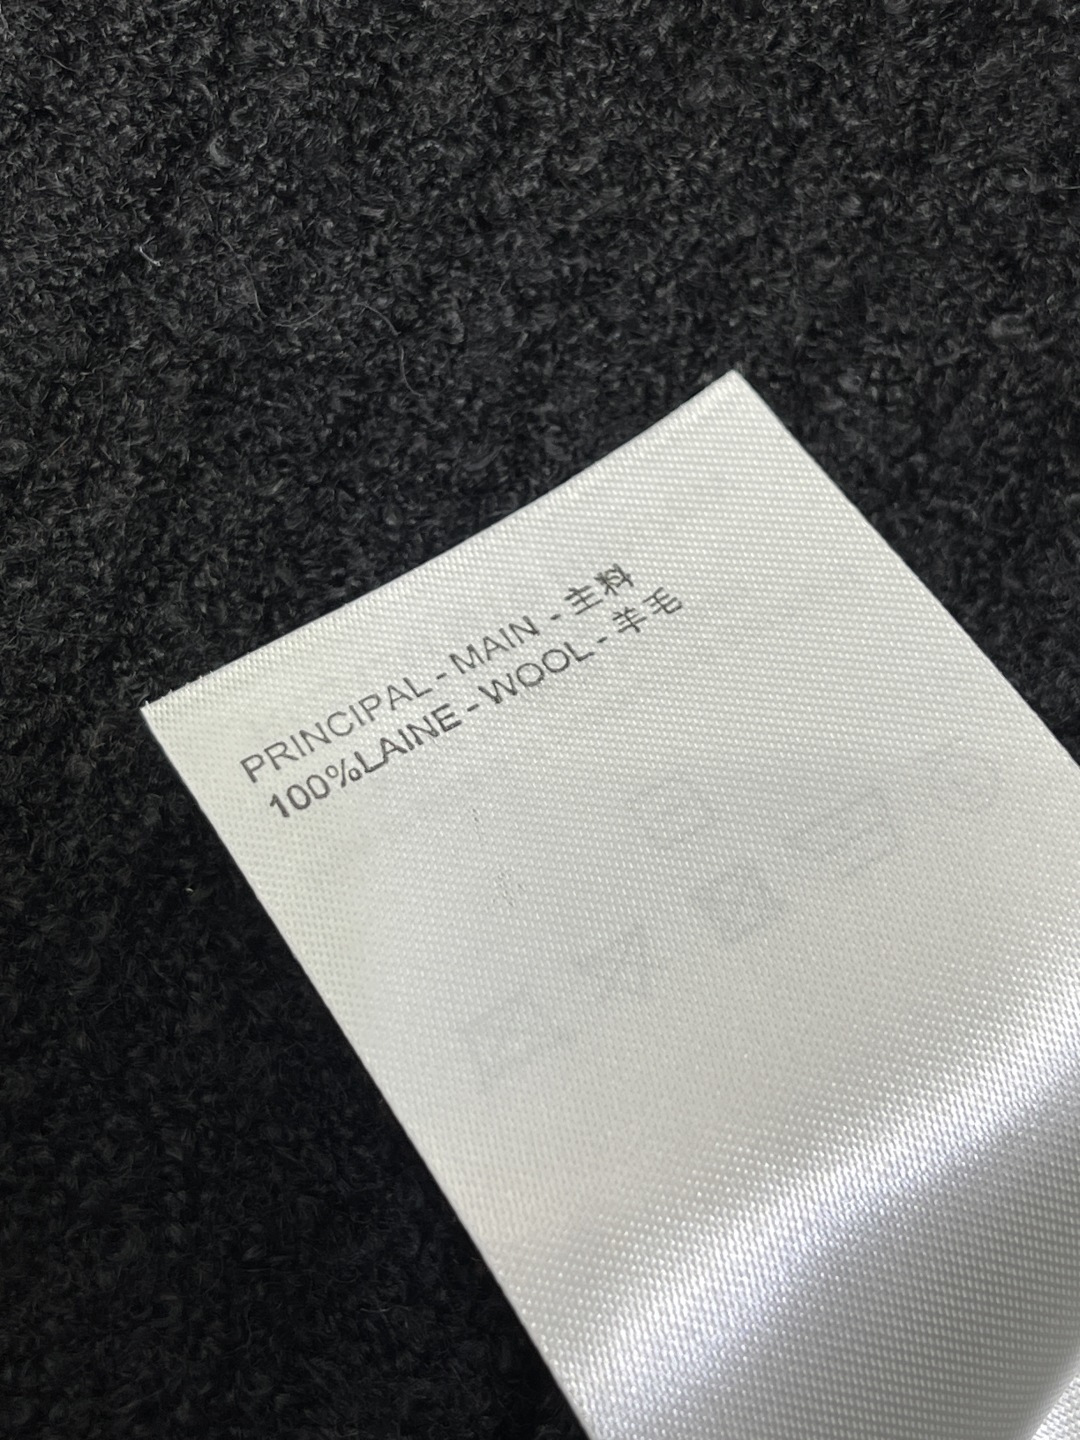 PRINCIPAL - MAIN - 主料
100%LAINE - WOOL - 羊毛